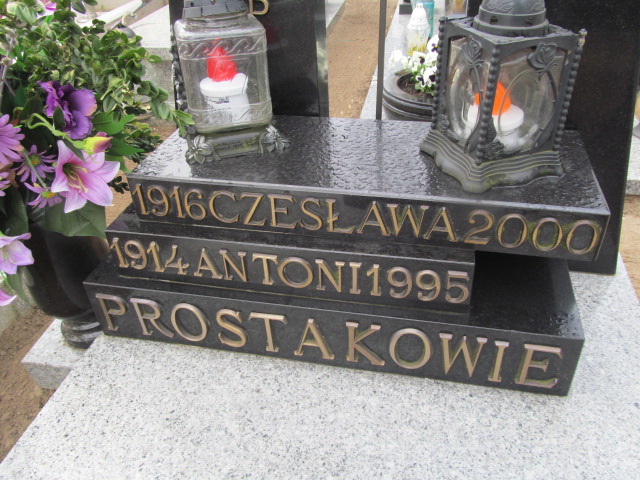 1916 CZESŁAWA 2000
1914 ANTONI 1995
PROSTAKOWIE